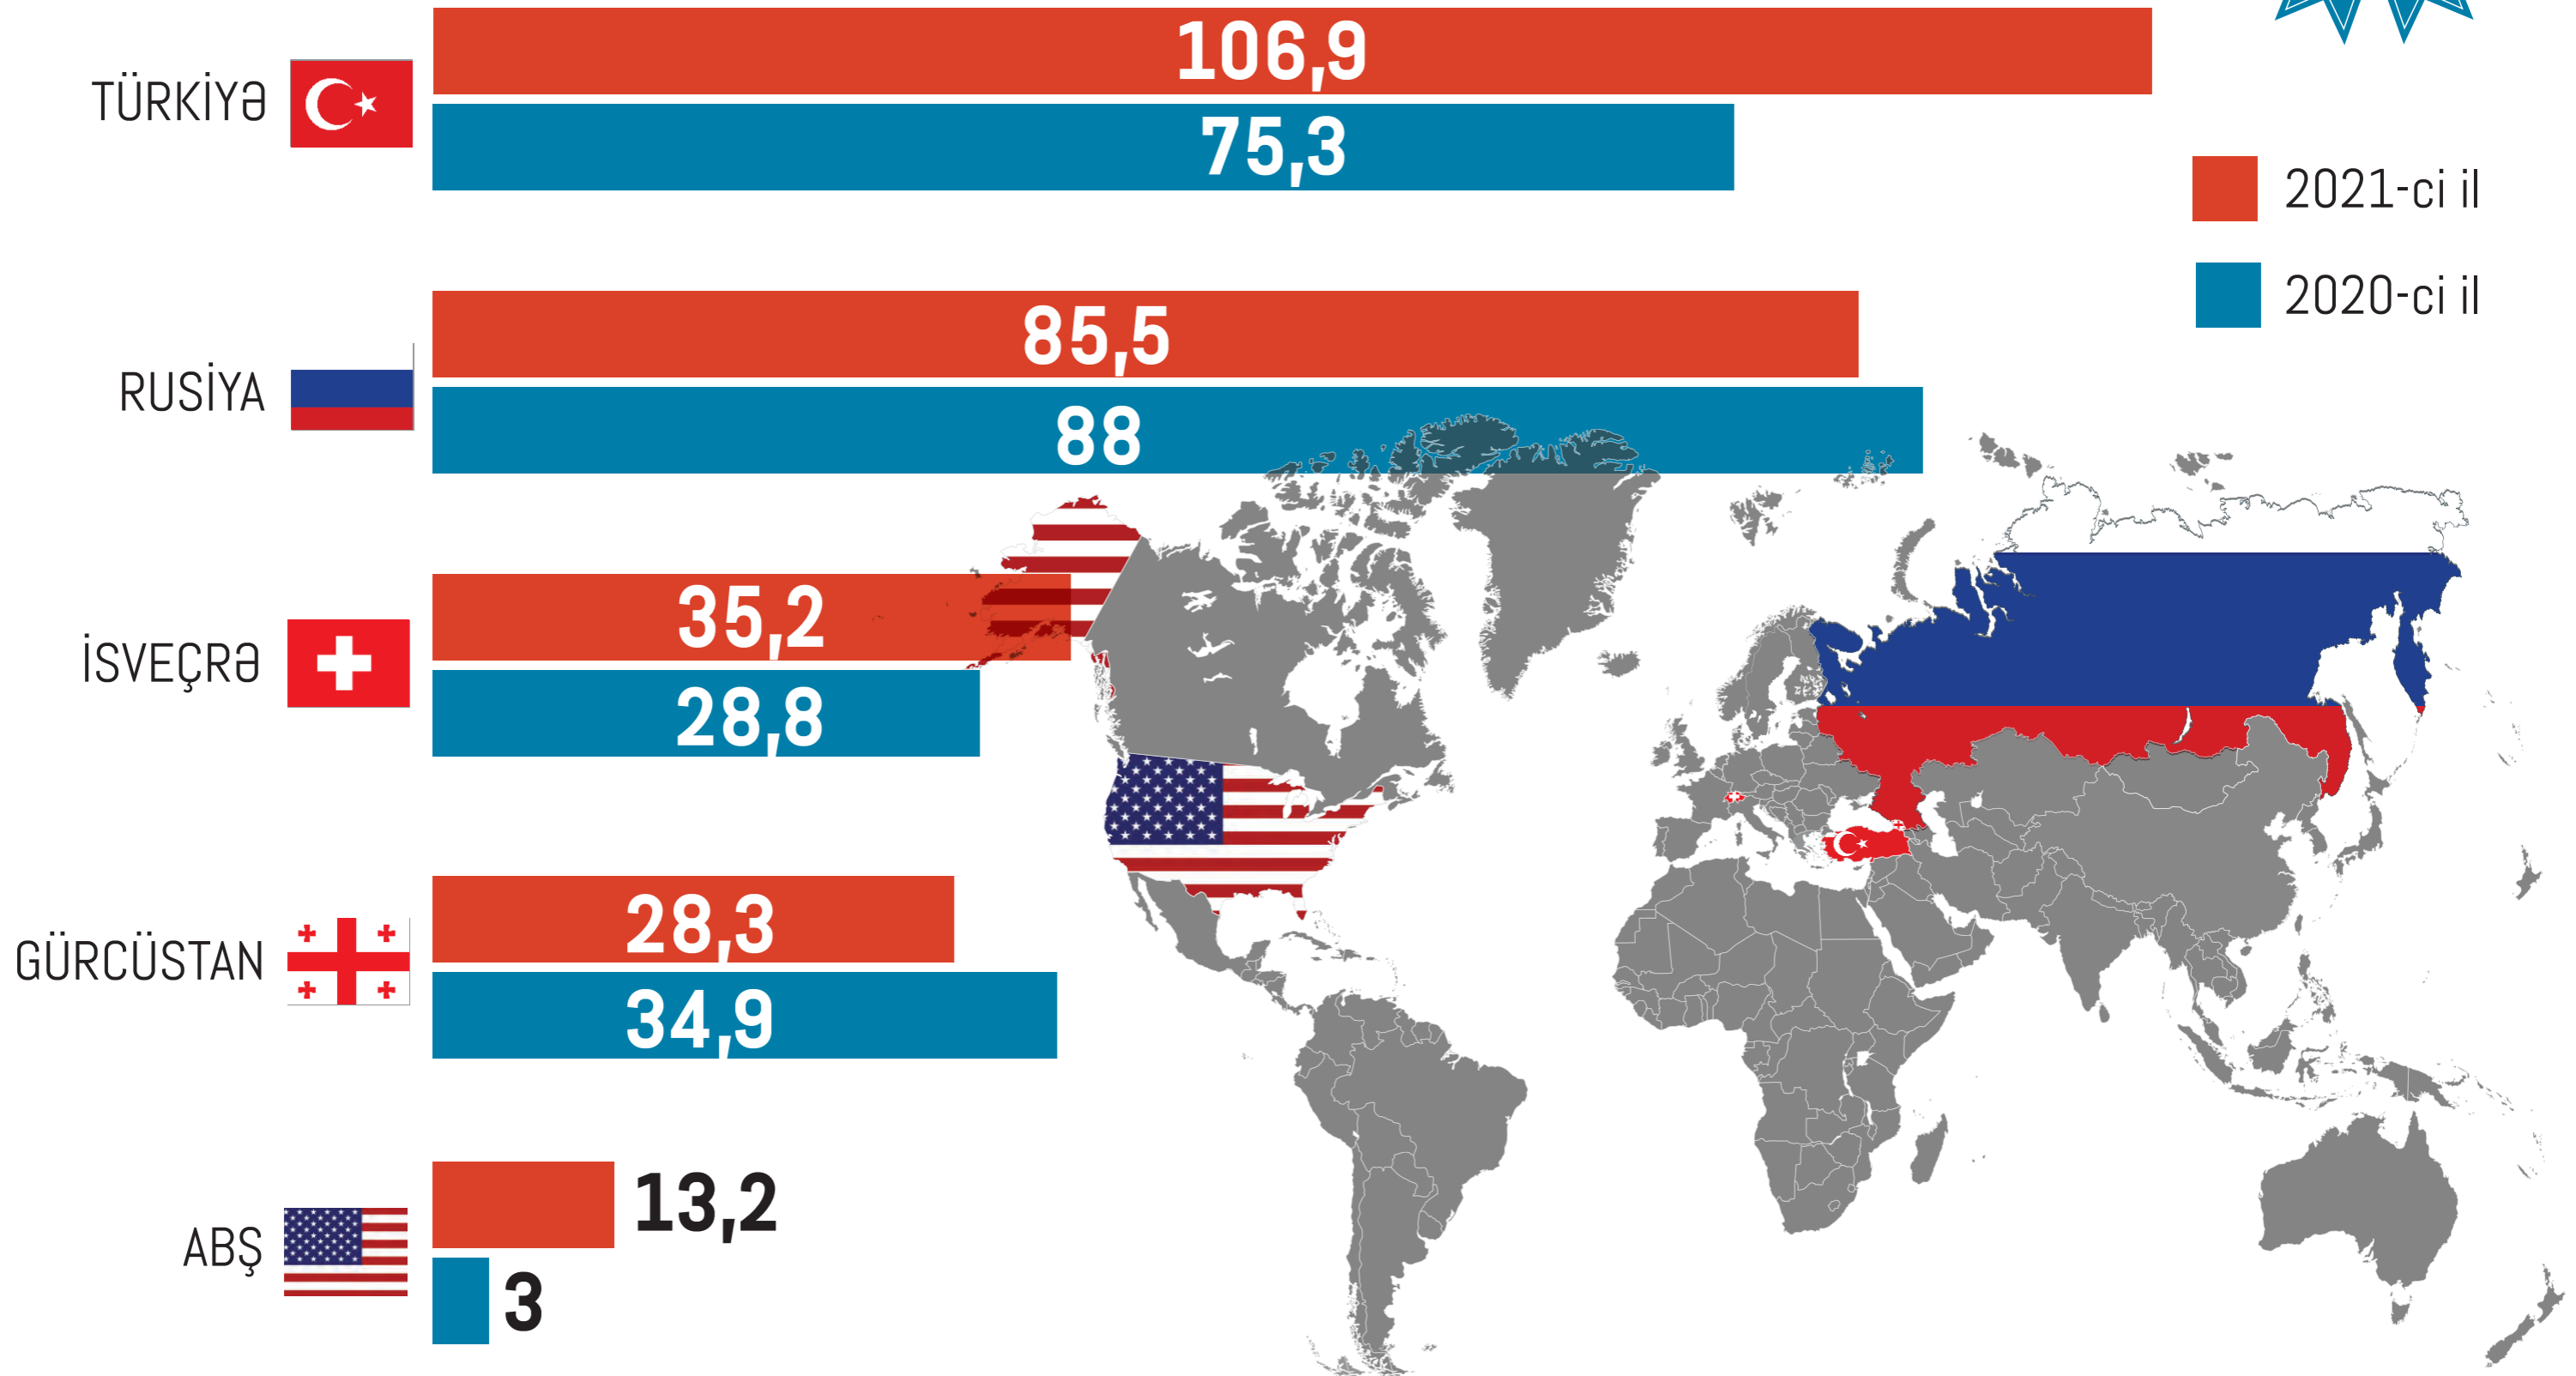 TÜRKİYƏ
106,9
75,3
2021-ci il
2020-ci il
RUSİYA
85,5
88
İSVEÇRƏ
35,2
28,8
GÜRCÜSTAN
28,3
34,9
ABŞ
13,2
3